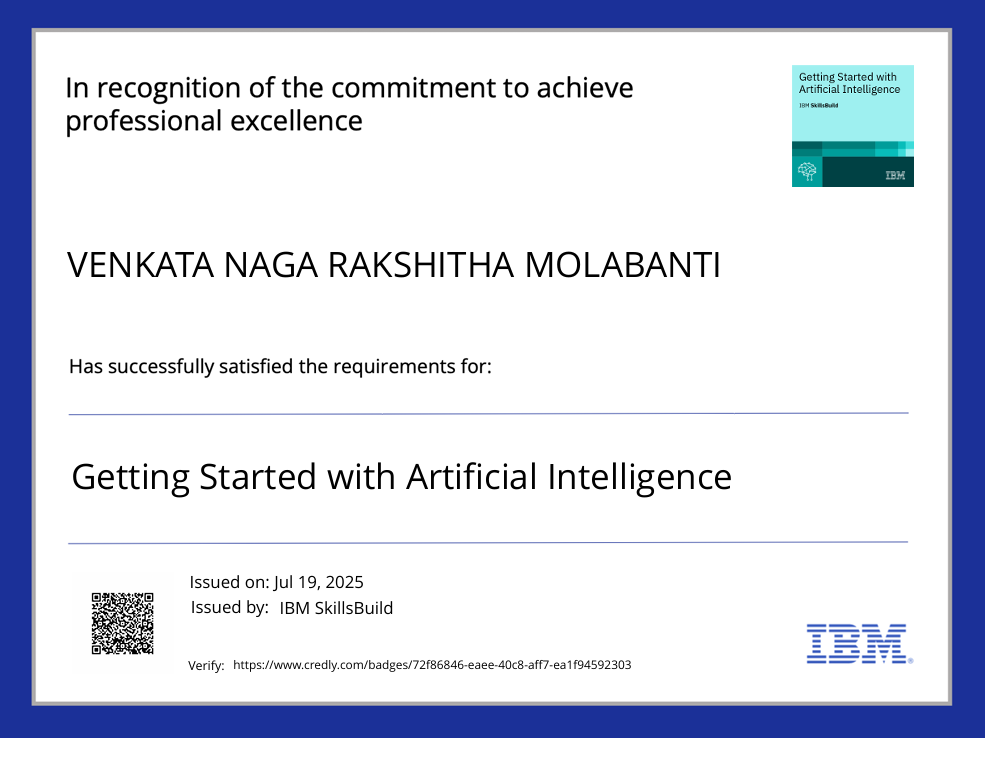 In recognition of the commitment to achieve
professional excellence
Getting Started with
Artificial Intelligence
IBM SkillsBuild
IBM
VENKATA NAGA RAKSHITHA MOLABANTI
Has successfully satisfied the requirements for:
Getting Started with Artificial Intelligence
Issued on: Jul 19, 2025
Issued by: IBM SkillsBuild
Verify: https://www.credly.com/badges/72f86846-eaee-40c8-aff7-ea1f94592303
IBM®